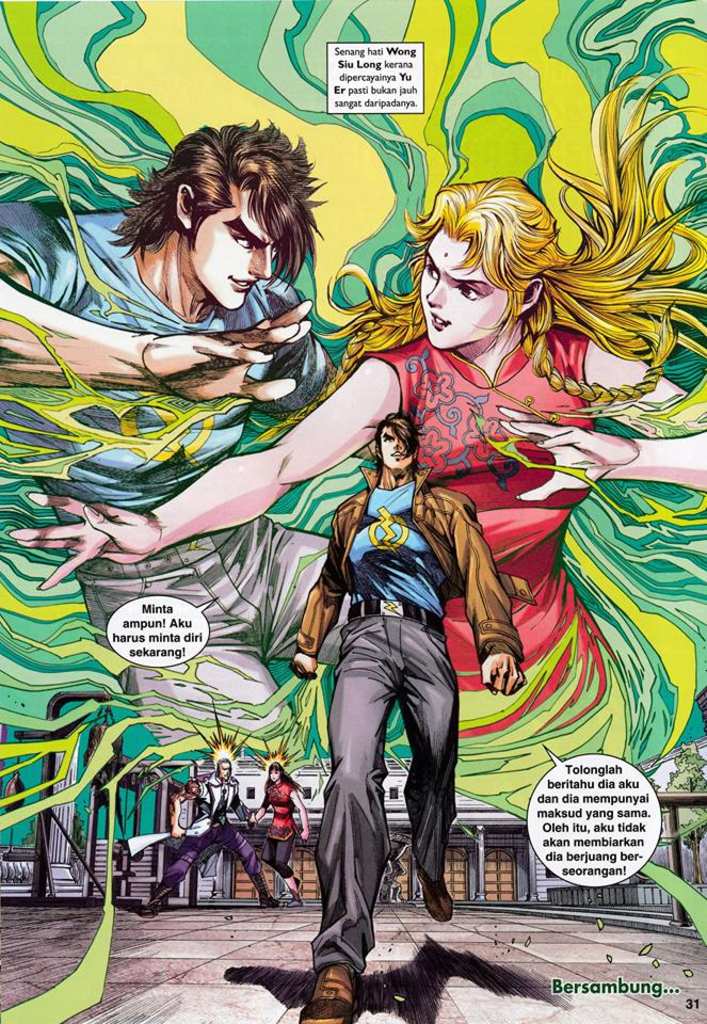 Senang hati Wong
Siu Long kerana
dipercayainya Yu
Er pasti bukan jauh
sangat daripadanya.
Minta
ampun! Aku
harus minta diri
sekarang!
Tolonglah
beritahu dia aku
dan dia mempunyai
maksud yang sama.
Oleh itu, aku tidak
akan membiarkan
dia berjuang ber-
seorangan!
Bersambung...
31